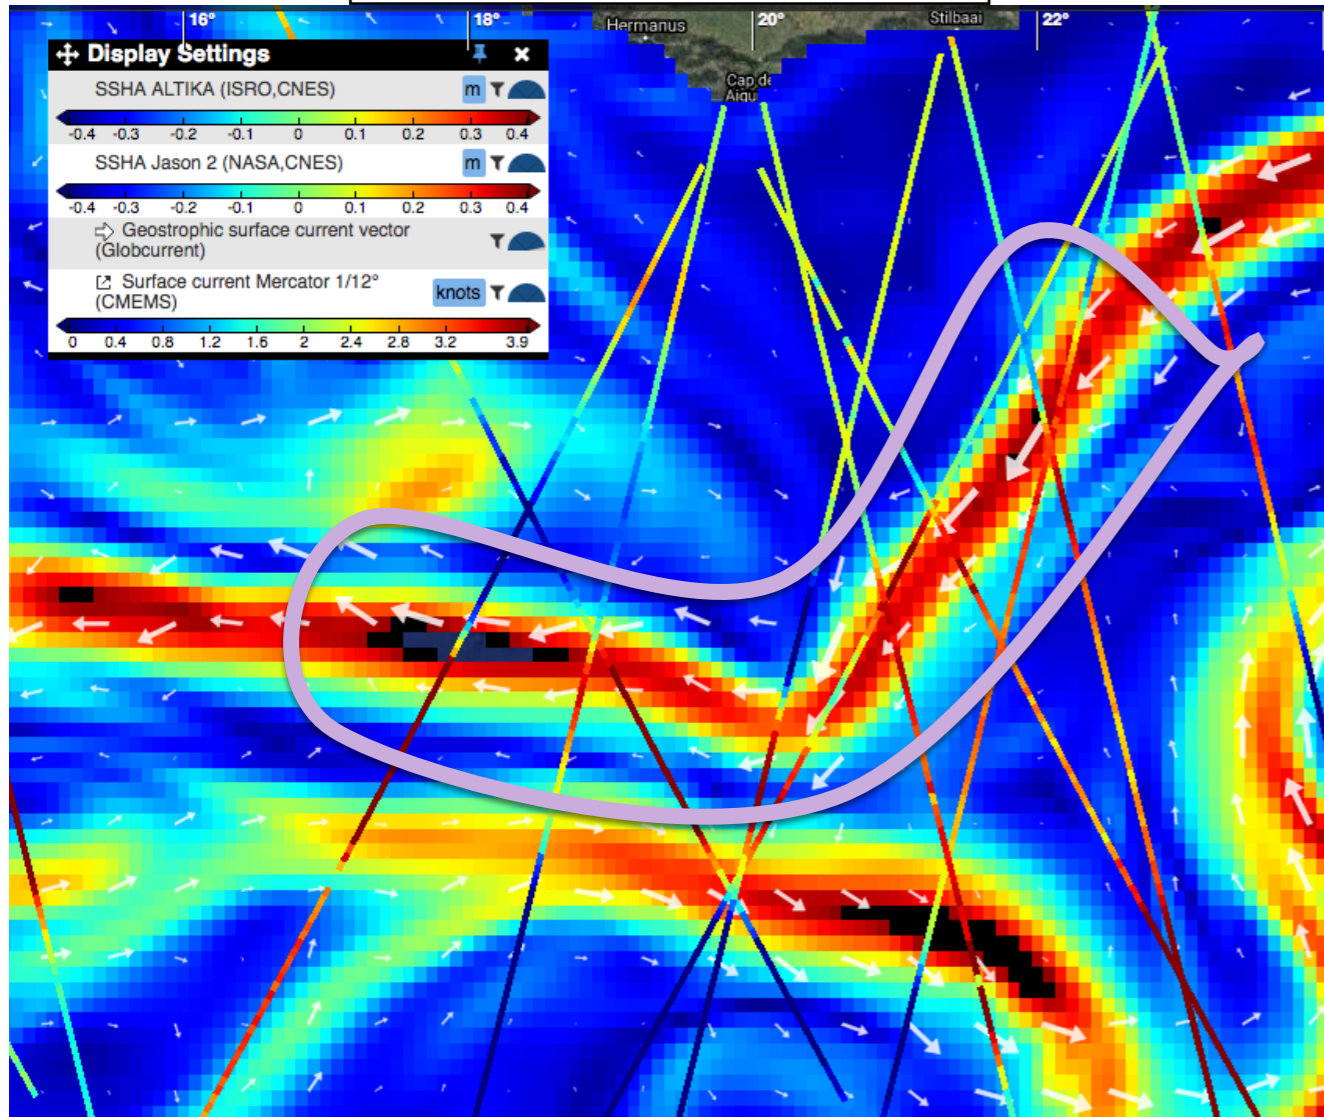 16°
18°
20°
22°
Hermanus
Stilbaai
Cap de
Aigu
Display Settings
SSHA ALTIKA (ISRO,CNES)
m
-0.4 -0.3 -0.2 -0.1 0 0.1 0.2 0.3 0.4
SSHA Jason 2 (NASA,CNES)
m
-0.4 -0.3 -0.2 -0.1 0 0.1 0.2 0.3 0.4
Geostrophic surface current vector
(Globcurrent)
Surface current Mercator 1/12°
(CMEMS)
knots
0 0.4 0.8 1.2 1.6 2 2.4 2.8 3.2 3.9